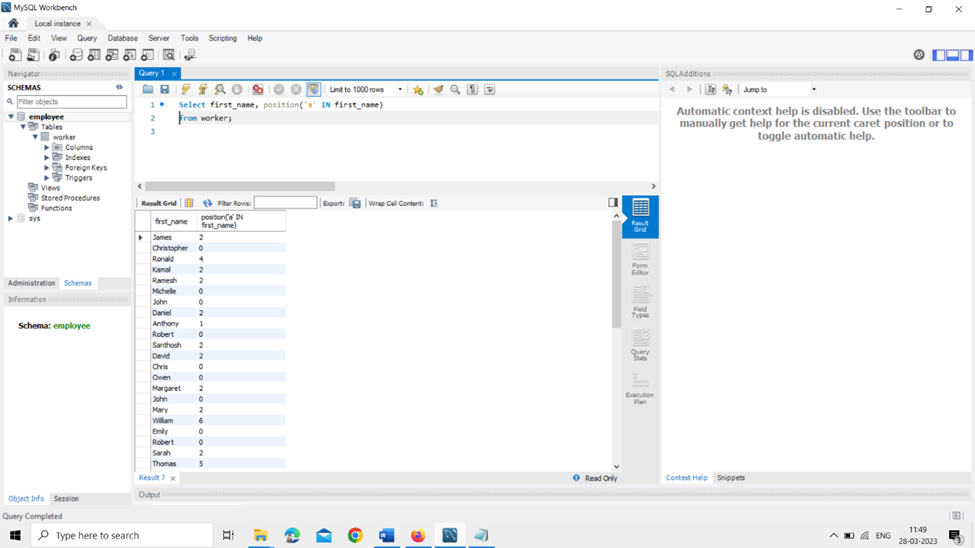 MySQL Workbench
Local instance
File Edit View Query Database Server Tools Scripting Help
Navigator
SCHEMAS
Filter objects
employee
Tables
worker
Columns
Indexes
Foreign Keys
Triggers
Views
Stored Procedures
Functions
sys
Administration Schemas
Information
Schema: employee
Object Info Session
Query 1
Limit to 1000 rows
1 Select first_name, position('a' IN first_name)
2 from worker;
3
Result Grid Filter Rows: Export: Wrap Cell Content:
first_name position('a' IN first_name)
James 2
Christopher 0
Ronald 4
Kamal 2
Ramesh 2
Michelle 0
John 0
Daniel 2
Anthony 1
Robert 0
Santhosh 2
David 2
Chris 0
Owen 0
Margaret 2
John 0
Mary 2
William 6
Emily 0
Robert 0
Sarah 2
Thomas 5
Result Grid
Form Editor
Field Types
Query Stats
Execution Plan
Result 7
Read Only
Output
SQLAdditions
Jump to
Automatic context help is disabled. Use the toolbar to
manually get help for the current caret position or to
toggle automatic help.
Context Help Snippets
Query Completed
Type here to search
ENG
11:49
28-03-2023
3